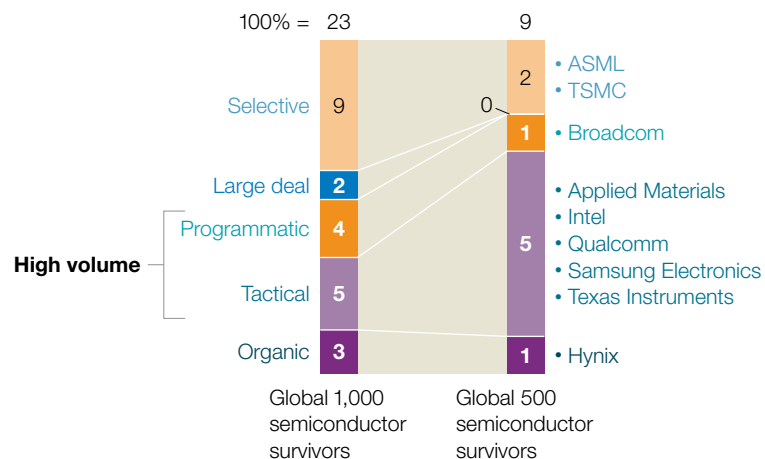 100% = 23 9
Selective 9
2
• ASML
• TSMC
0
1 • Broadcom
Large deal 2
High volume
Programmatic 4
Tactical 5
5
• Applied Materials
• Intel
• Qualcomm
• Samsung Electronics
• Texas Instruments
Organic 3
1 • Hynix
Global 1,000
semiconductor
survivors
Global 500
semiconductor
survivors